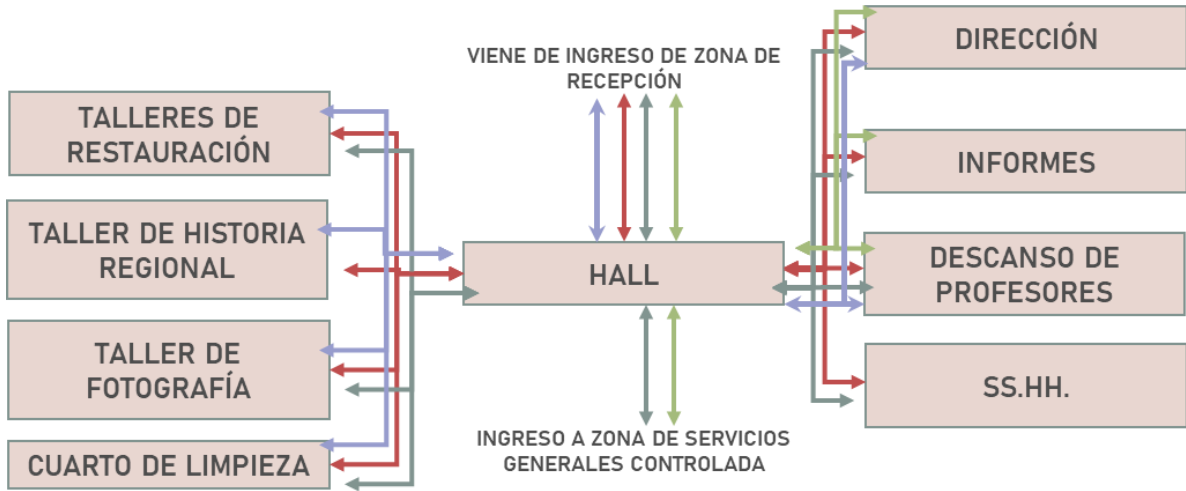 TALLERES DE
RESTAURACIÓN
TALLER DE HISTORIA
REGIONAL
TALLER DE
FOTOGRAFÍA
CUARTO DE LIMPIEZA
VIENE DE INGRESO DE ZONA DE
RECEPCIÓN
HALL
INGRESO A ZONA DE SERVICIOS
GENERALES CONTROLADA
DIRECCIÓN
INFORMES
DESCANSO DE
PROFESORES
SS.HH.